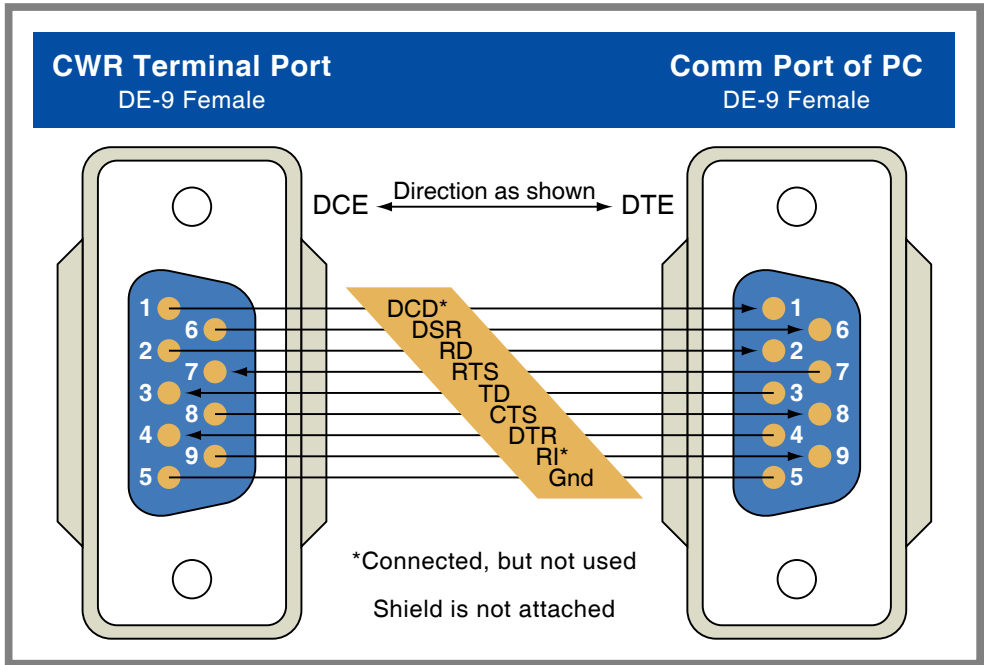 CWR Terminal Port
DE-9 Female
Comm Port of PC
DE-9 Female
DCE
Direction as shown
DTE
1
6
2
7
3
8
4
9
5
DCD*
DSR
RD
RTS
TD
CTS
DTR
RI*
Gnd
1
6
2
7
3
8
4
9
5
*Connected, but not used
Shield is not attached